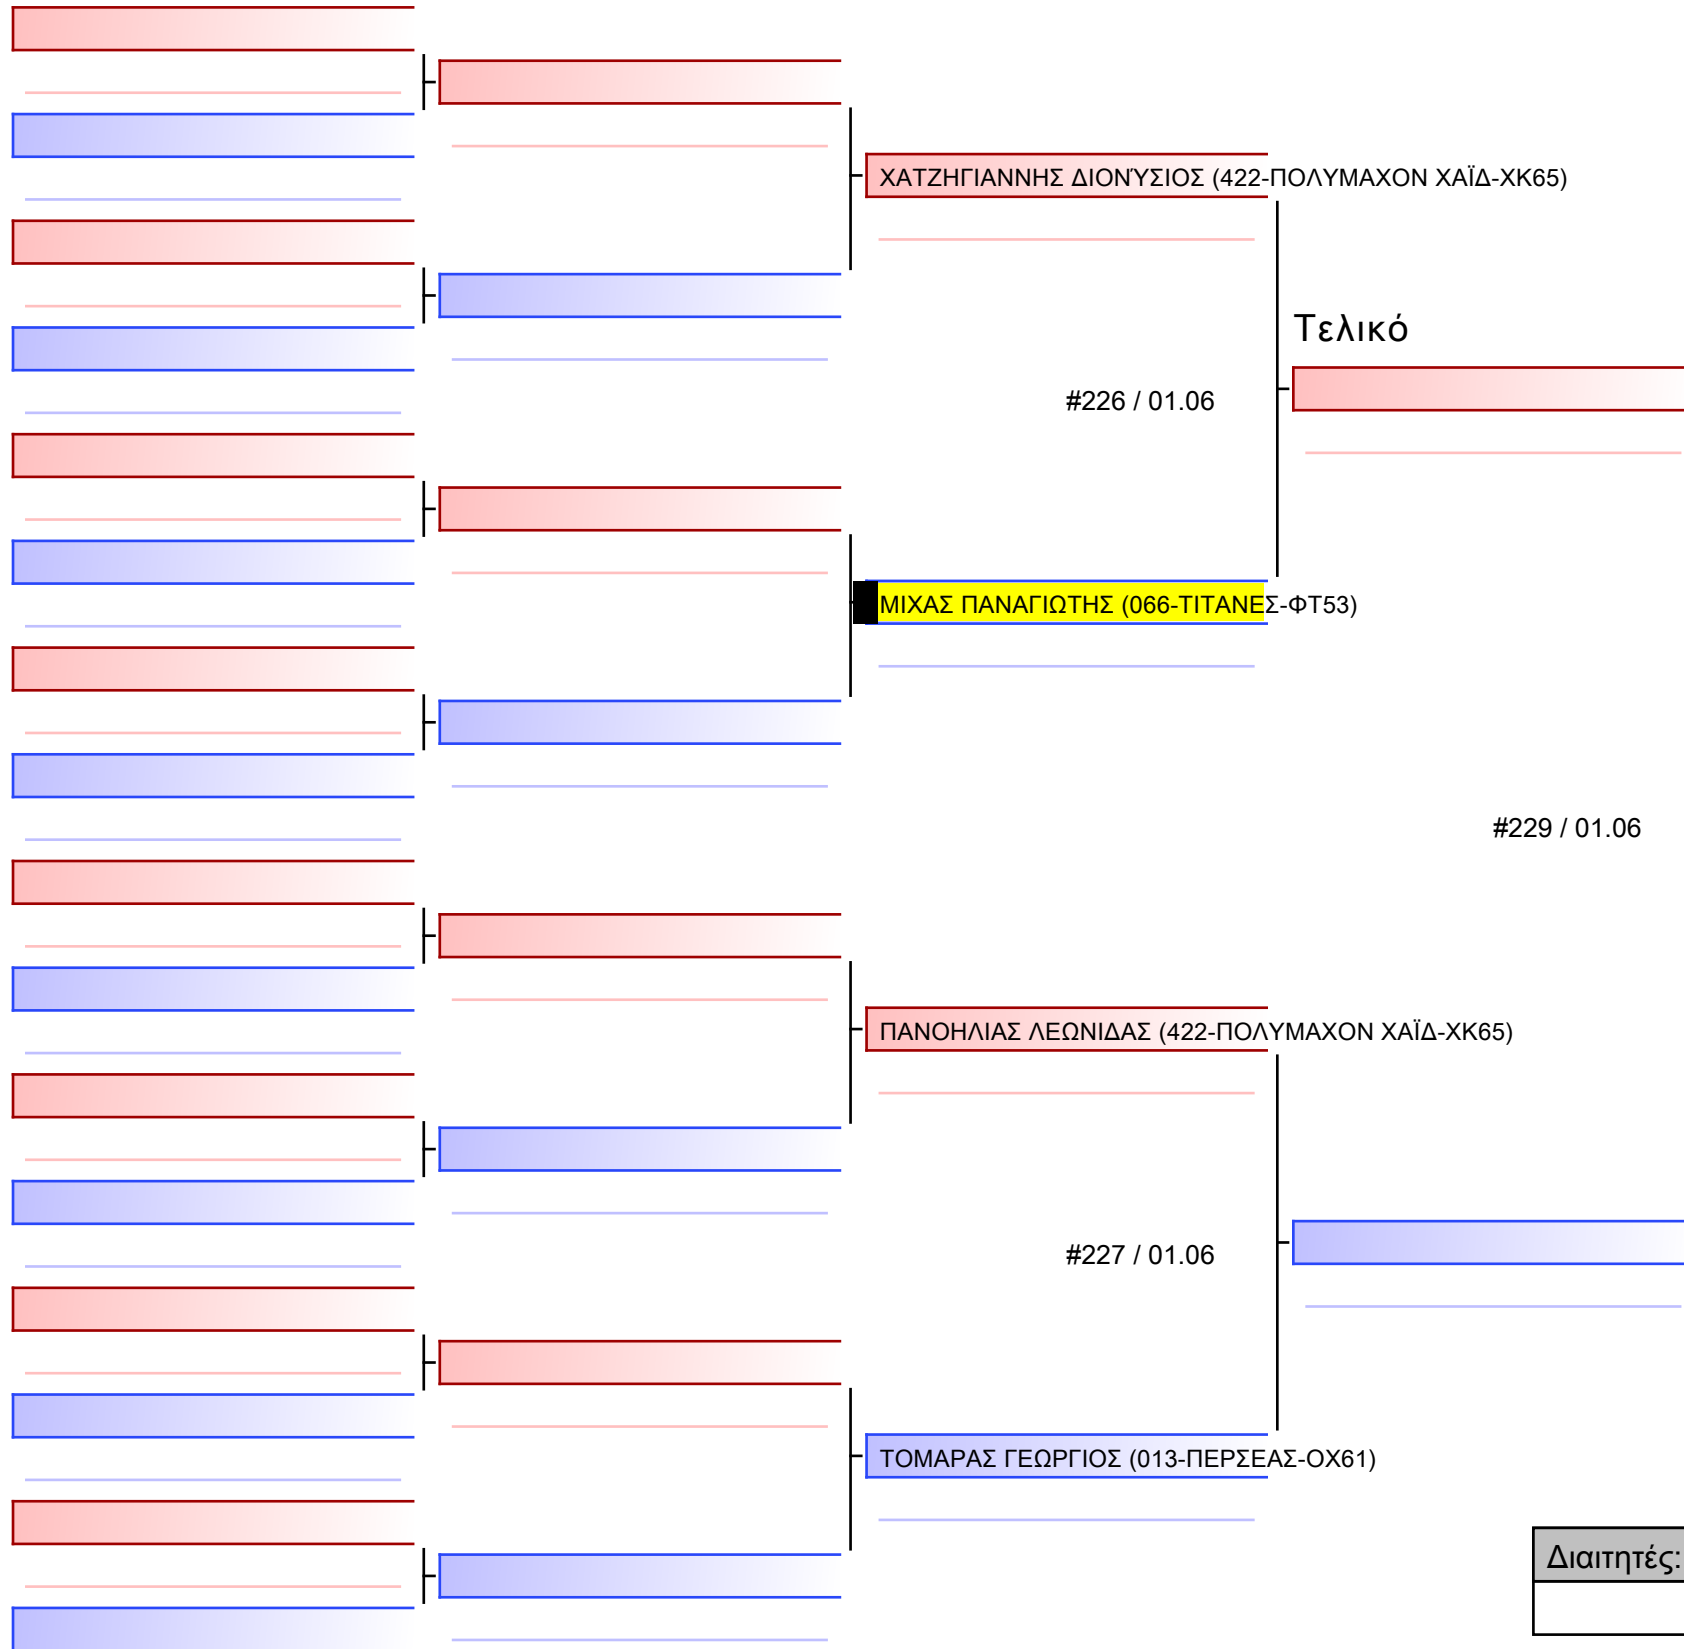 ΧΑΤΖΗΓΙΑΝΝΗΣ ΔΙΟΝΎΣΙΟΣ (422-ΠΟΛΥΜΑΧΟΝ ΧΑΪΔ-ΧΚ65)
Τελικό
#226 / 01.06
ΜΙΧΑΣ ΠΑΝΑΓΙΩΤΗΣ (066-ΤΙΤΑΝΕΣ-ΦΤ53)
#229 / 01.06
ΠΑΝΟΗΛΙΑΣ ΛΕΩΝΙΔΑΣ (422-ΠΟΛΥΜΑΧΟΝ ΧΑΪΔ-ΧΚ65)
#227 / 01.06
ΤΟΜΑΡΑΣ ΓΕΩΡΓΙΟΣ (013-ΠΕΡΣΕΑΣ-ΟΧ61)
Διαιτητές: